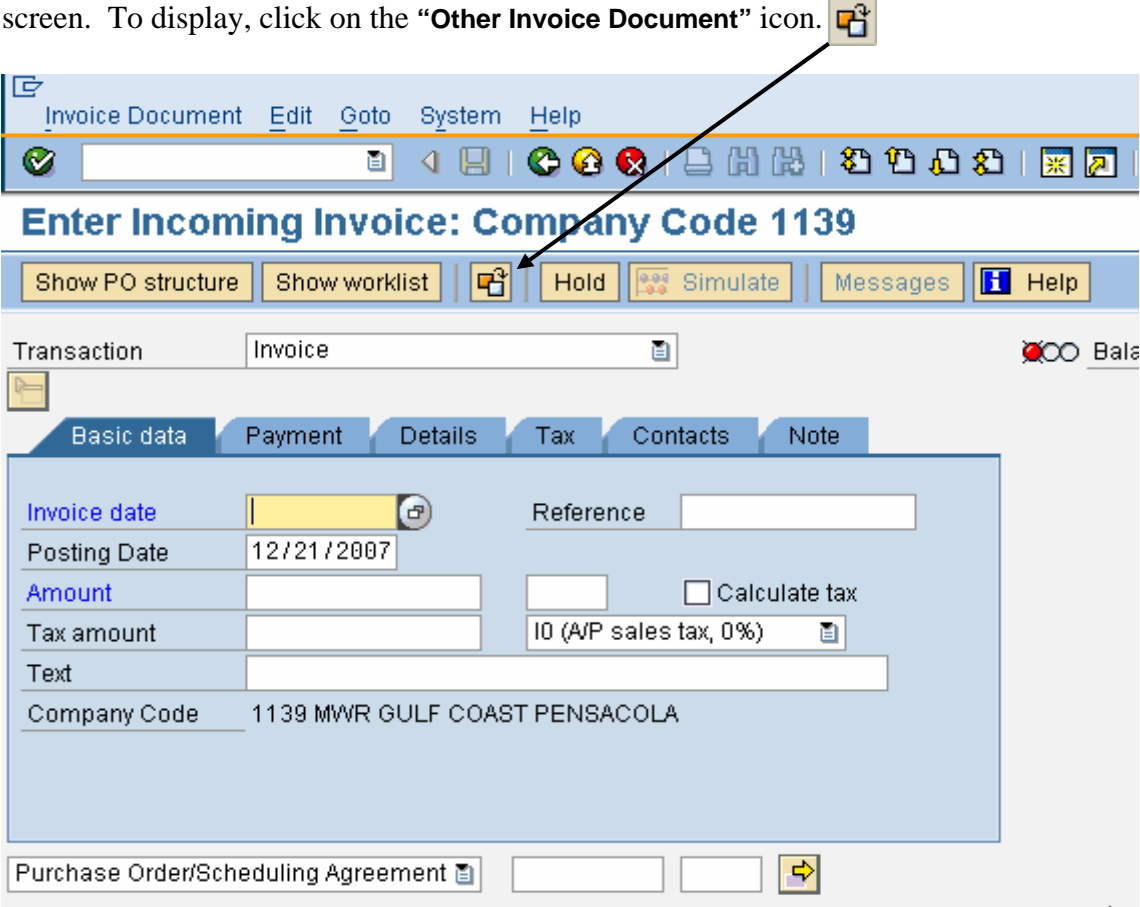 screen. To display, click on the “Other Invoice Document” icon.
Invoice Document Edit Goto System Help
Enter Incoming Invoice: Company Code 1139
Show PO structure Show worklist Hold Simulate Messages Help
Transaction Invoice Bala
Basic data Payment Details Tax Contacts Note
Invoice date Reference
Posting Date 12/21/2007
Amount Calculate tax
Tax amount I0 (A/P sales tax, 0%)
Text
Company Code 1139 MWR GULF COAST PENSACOLA
Purchase Order/Scheduling Agreement